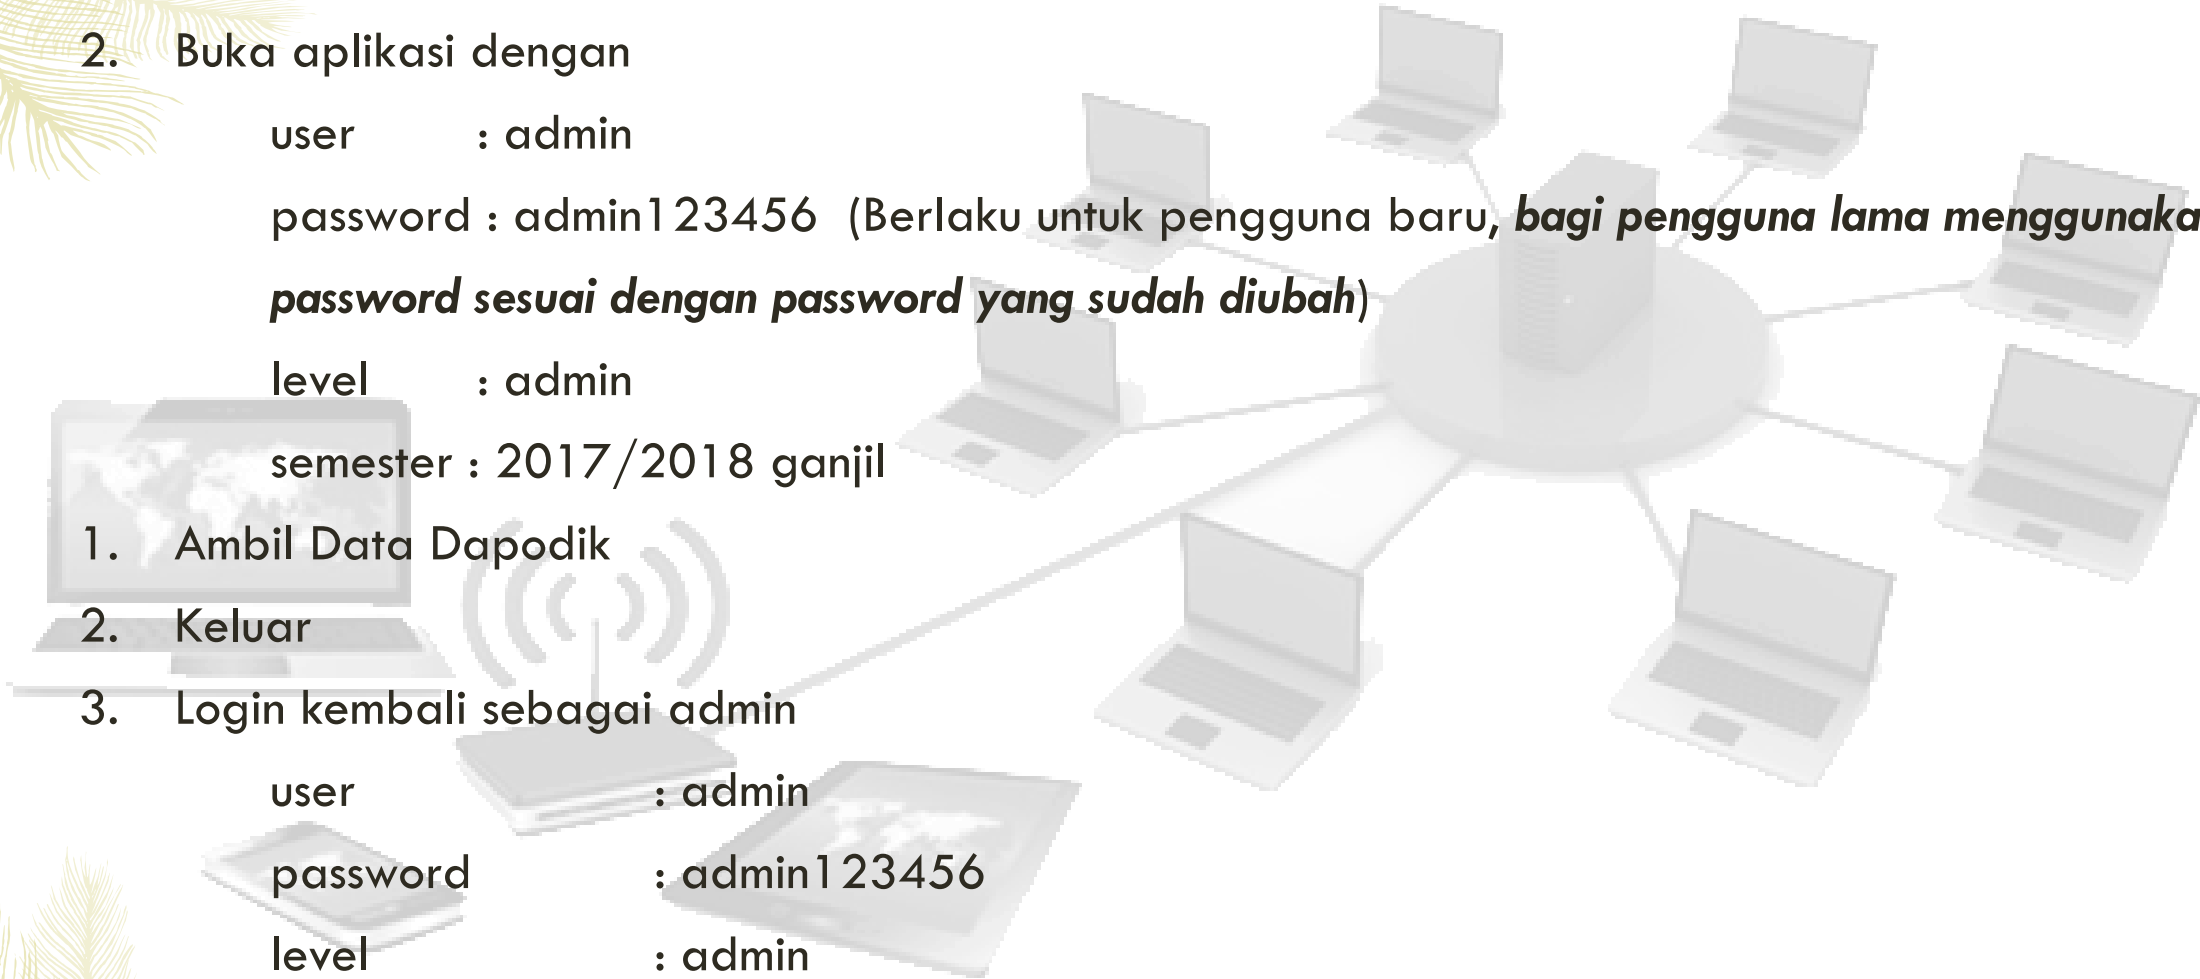 2. Buka aplikasi dengan
user : admin
password : admin123456 (Berlaku untuk pengguna baru, bagi pengguna lama menggunaka
password sesuai dengan password yang sudah diubah)
level : admin
semester : 2017/2018 ganjil
1. Ambil Data Dapodik
2. Keluar
3. Login kembali sebagai admin
user : admin
password : admin123456
level : admin